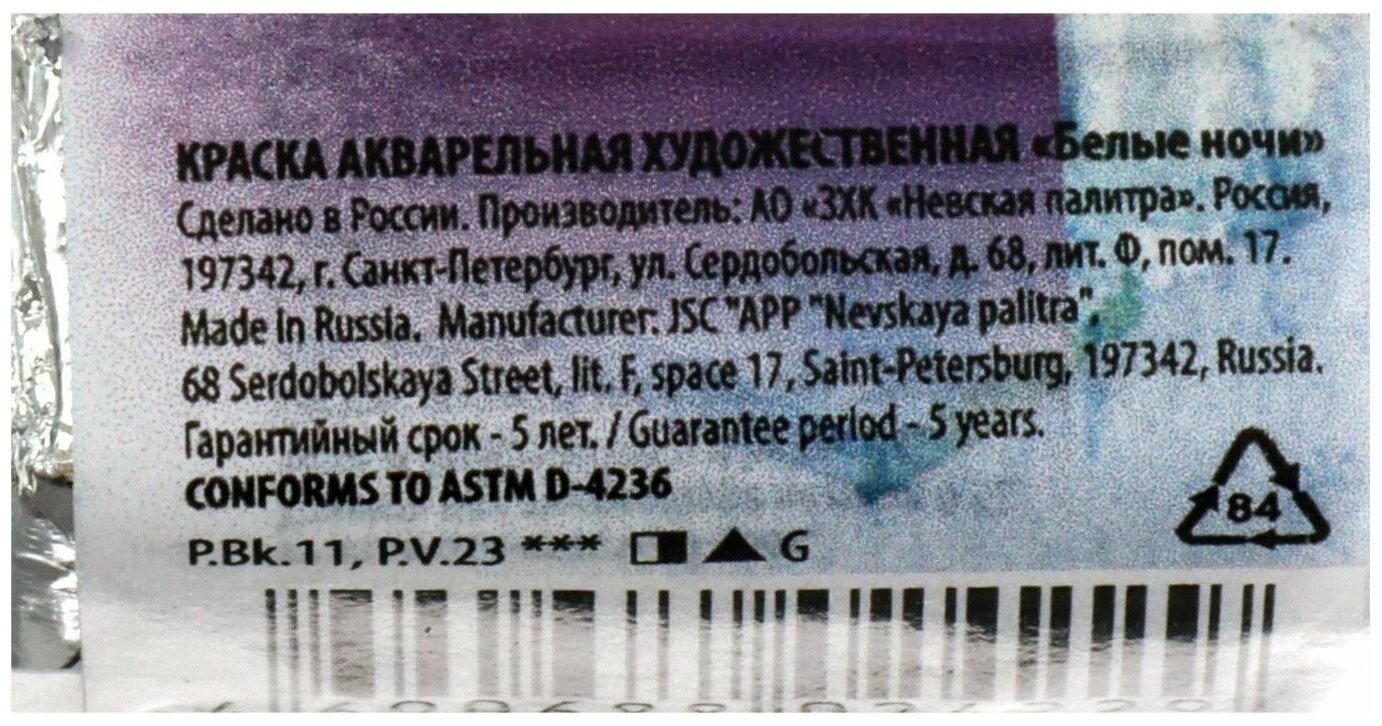 КРАСКА АКВАРЕЛЬНАЯ ХУДОЖЕСТВЕННАЯ «Белые ночи»
Сделано в России. Производитель: АО «ЗХК «Невская палитра». Россия,
197342, г. Санкт-Петербург, ул. Сердобольская, д. 68, лит. Ф, пом. 17.
Made in Russia. Manufacturer: JSC "APP "Nevskaya palitra",
68 Serdobolskaya Street, lit. F, space 17, Saint-Petersburg, 197342, Russia.
Гарантийный срок - 5 лет. / Guarantee period - 5 years.
CONFORMS TO ASTM D-4236
84
P.Bk.11, P.V.23 *** G